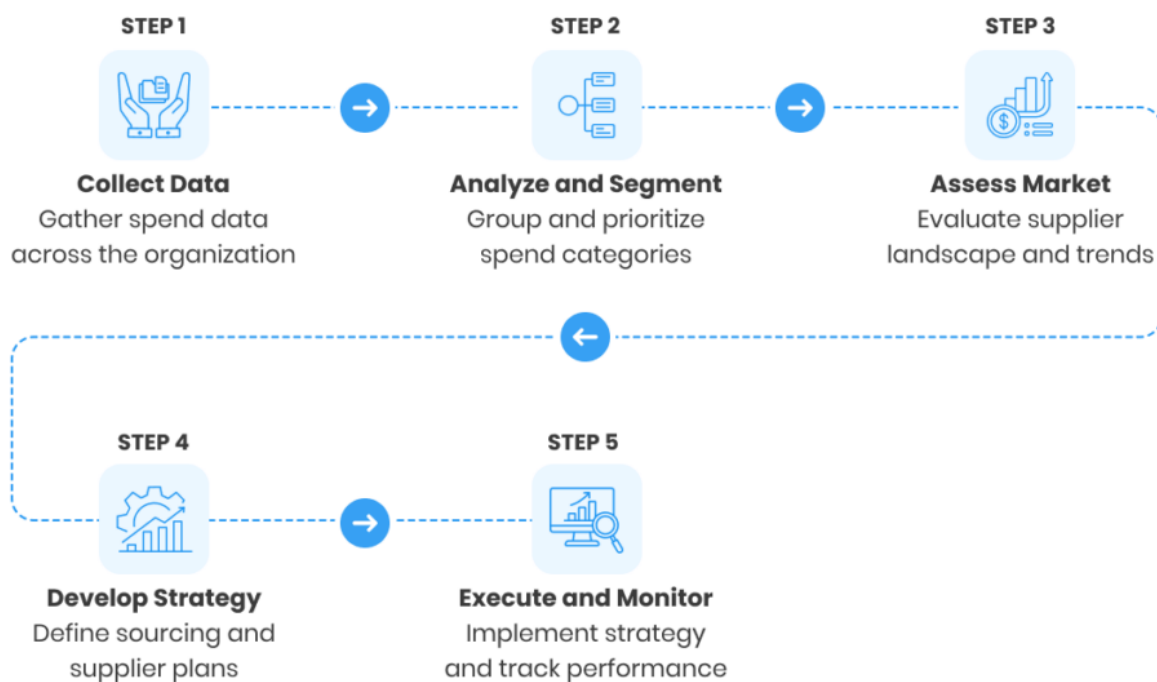 STEP 1
Collect Data
Gather spend data
across the organization
STEP 2
Analyze and Segment
Group and prioritize
spend categories
STEP 3
$
Assess Market
Evaluate supplier
landscape and trends
STEP 4
Develop Strategy
Define sourcing and
supplier plans
STEP 5
Execute and Monitor
Implement strategy
and track performance